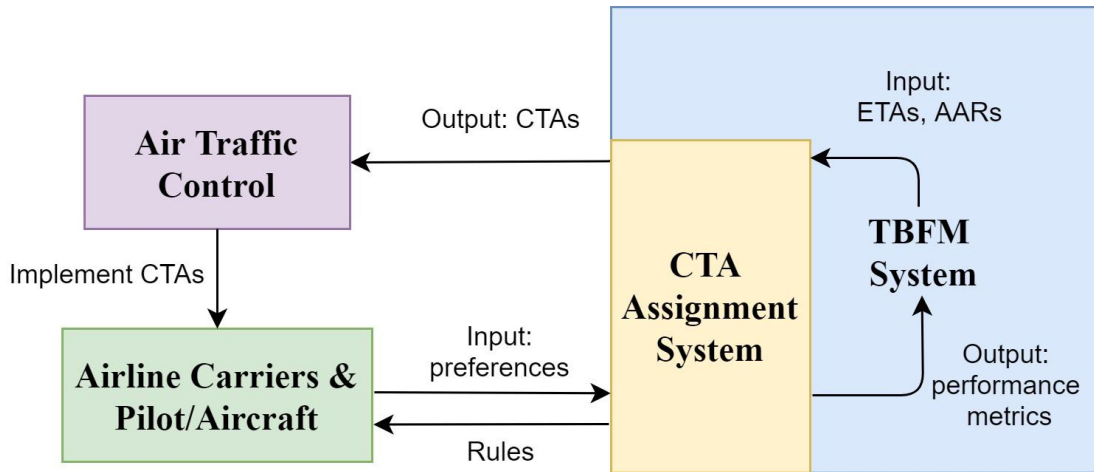 Air Traffic
Control
Output: CTAs
Input:
ETAs, AARs
Implement CTAs
CTA
Assignment
System
TBFM
System
Airline Carriers &
Pilot/Aircraft
Input:
preferences
Rules
Output:
performance
metrics